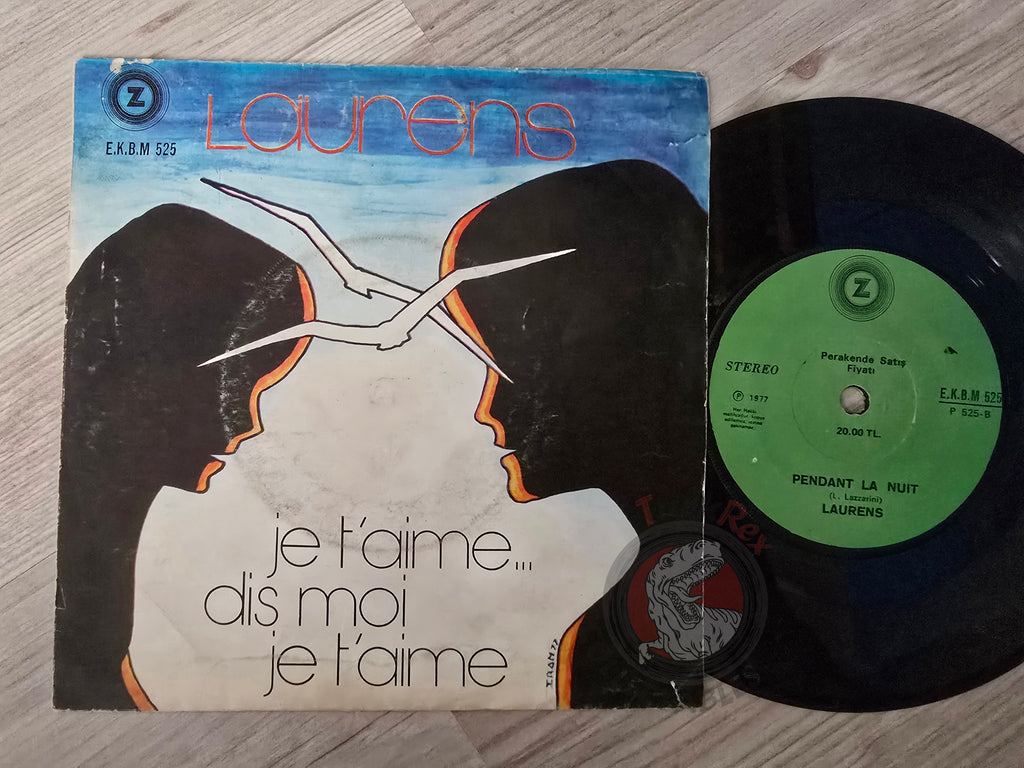 Z
Laurens
E.K.B.M 525
je t'aime...
dis moi
je t'aime
Z
Perakende Satış
Fiyatı
STEREO
℗ 1977
E.K.B.M 525
P 525-B
20.00 TL.
PENDANT LA NUIT
(L. Lazzarini)
LAURENS
T Rex